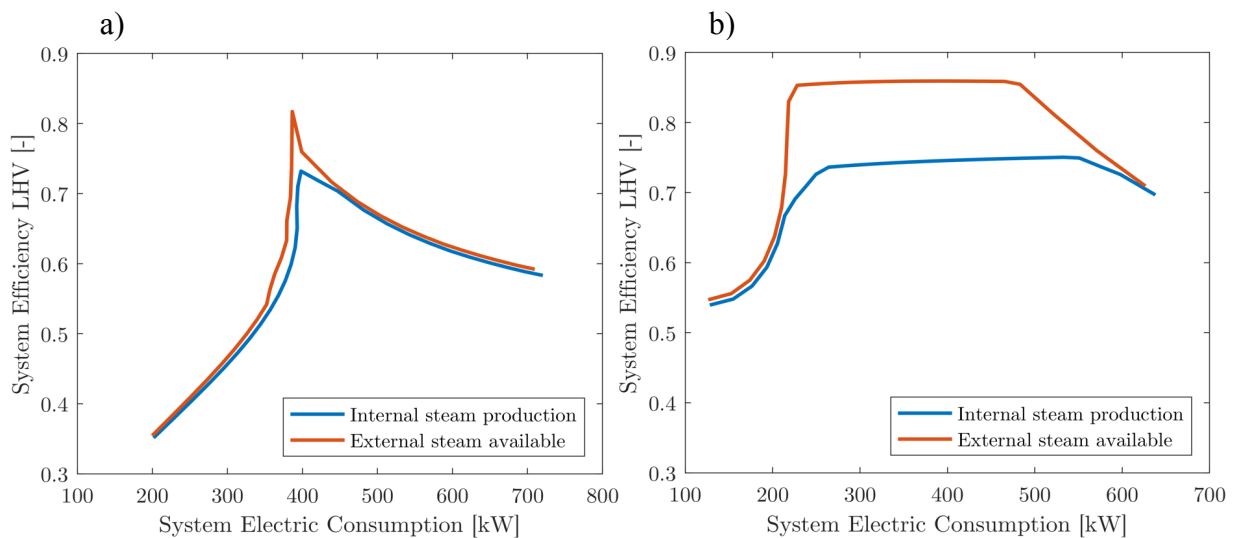 a)
0.9
0.8
0.7
0.6
0.5
0.4
0.3
System Efficiency LHV [-]
100 200 300 400 500 600 700 800
System Electric Consumption [kW]
Internal steam production
External steam available
b)
0.9
0.8
0.7
0.6
0.5
0.4
0.3
System Efficiency LHV [-]
100 200 300 400 500 600 700
System Electric Consumption [kW]
Internal steam production
External steam available